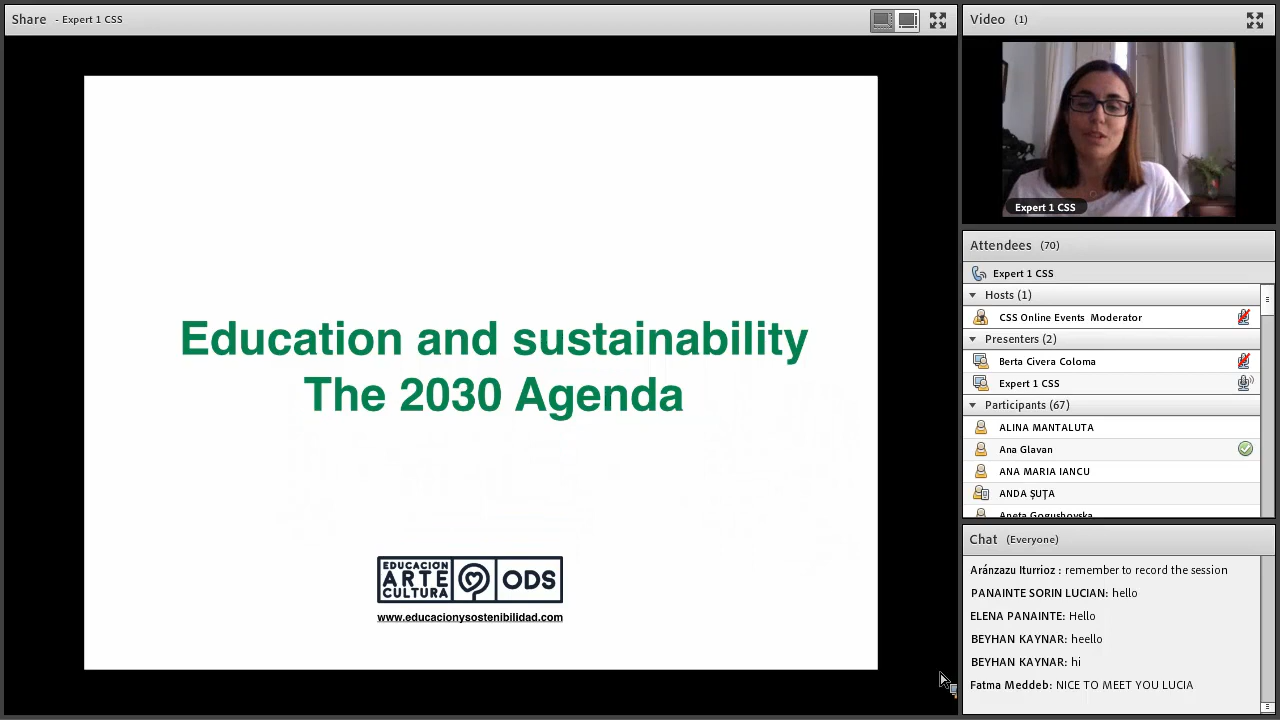 Share - Expert 1 CSS
Education and sustainability
The 2030 Agenda
EDUCACION
ARTE
CULTURA
ODS
www.educacionysostenibilidad.com
Video (1)
Expert 1 CSS
Attendees (70)
Expert 1 CSS
Hosts (1)
CSS Online Events Moderator
Presenters (2)
Berta Civera Coloma
Expert 1 CSS
Participants (67)
ALINA MANTALUTA
Ana Glavan
ANA MARIA IANCU
ANDA ŞUŢA
Aneta Gogushovska
Chat (Everyone)
Aránzazu Iturrioz : remember to record the session
PANAINTE SORIN LUCIAN: hello
ELENA PANAINTE: Hello
BEYHAN KAYNAR: heello
BEYHAN KAYNAR: hi
Fatma Meddeb: NICE TO MEET YOU LUCIA